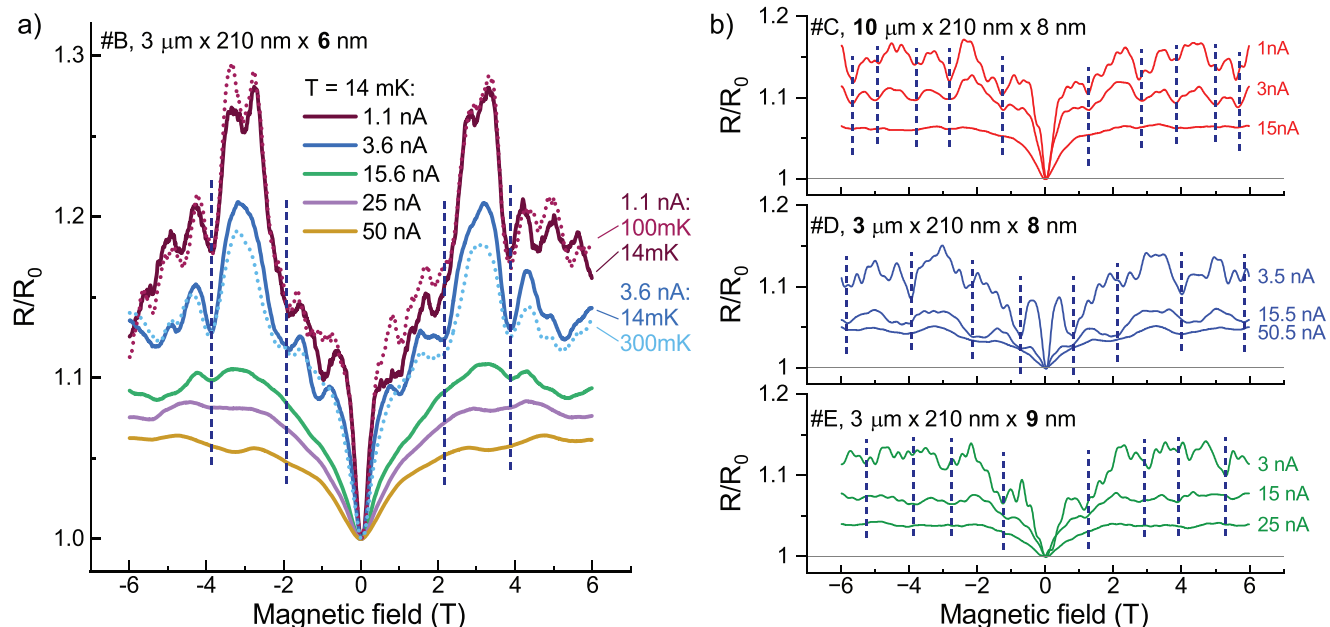 a)
#B, 3 μm x 210 nm x 6 nm
T = 14 mK:
1.1 nA
3.6 nA
15.6 nA
25 nA
50 nA
1.1 nA:
100mK
14mK
3.6 nA:
14mK
300mK
R/R0
1.3
1.2
1.1
1.0
-6
-4
-2
0
2
4
6
Magnetic field (T)
b)
#C, 10 μm x 210 nm x 8 nm
1.2
1.1
1
R/R0
1nA
3nA
15nA
#D, 3 μm x 210 nm x 8 nm
1.2
1.1
1
R/R0
3.5 nA
15.5 nA
50.5 nA
#E, 3 μm x 210 nm x 9 nm
1.2
1.1
1
R/R0
3 nA
15 nA
25 nA
−6
-4
-2
0
2
4
6
Magnetic field (T)